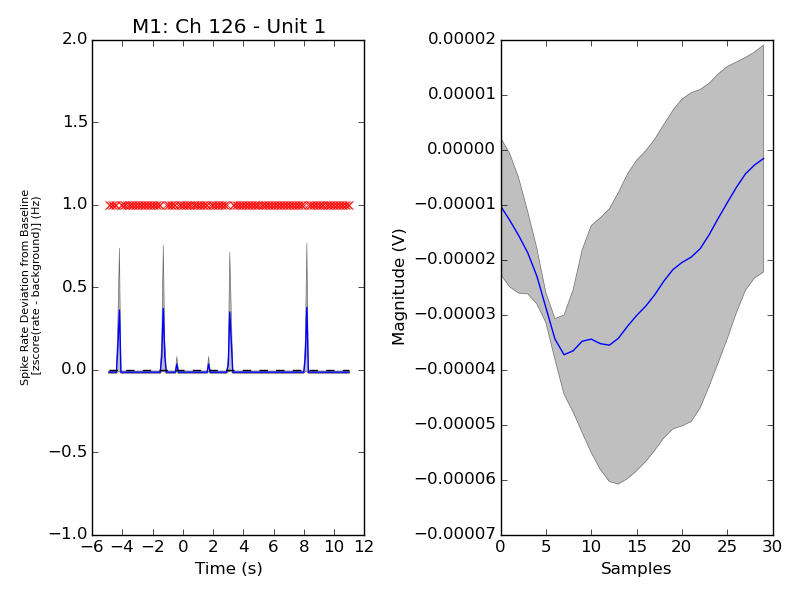 M1: Ch 126 - Unit 1
Spike Rate Deviation from Baseline
[zscore(rate - background)] (Hz)
2.0
1.5
1.0
0.5
0.0
−0.5
−1.0
−6 −4 −2 0 2 4 6 8 10 12
Time (s)
Magnitude (V)
0.00002
0.00001
0.00000
−0.00001
−0.00002
−0.00003
−0.00004
−0.00005
−0.00006
−0.00007
0 5 10 15 20 25 30
Samples